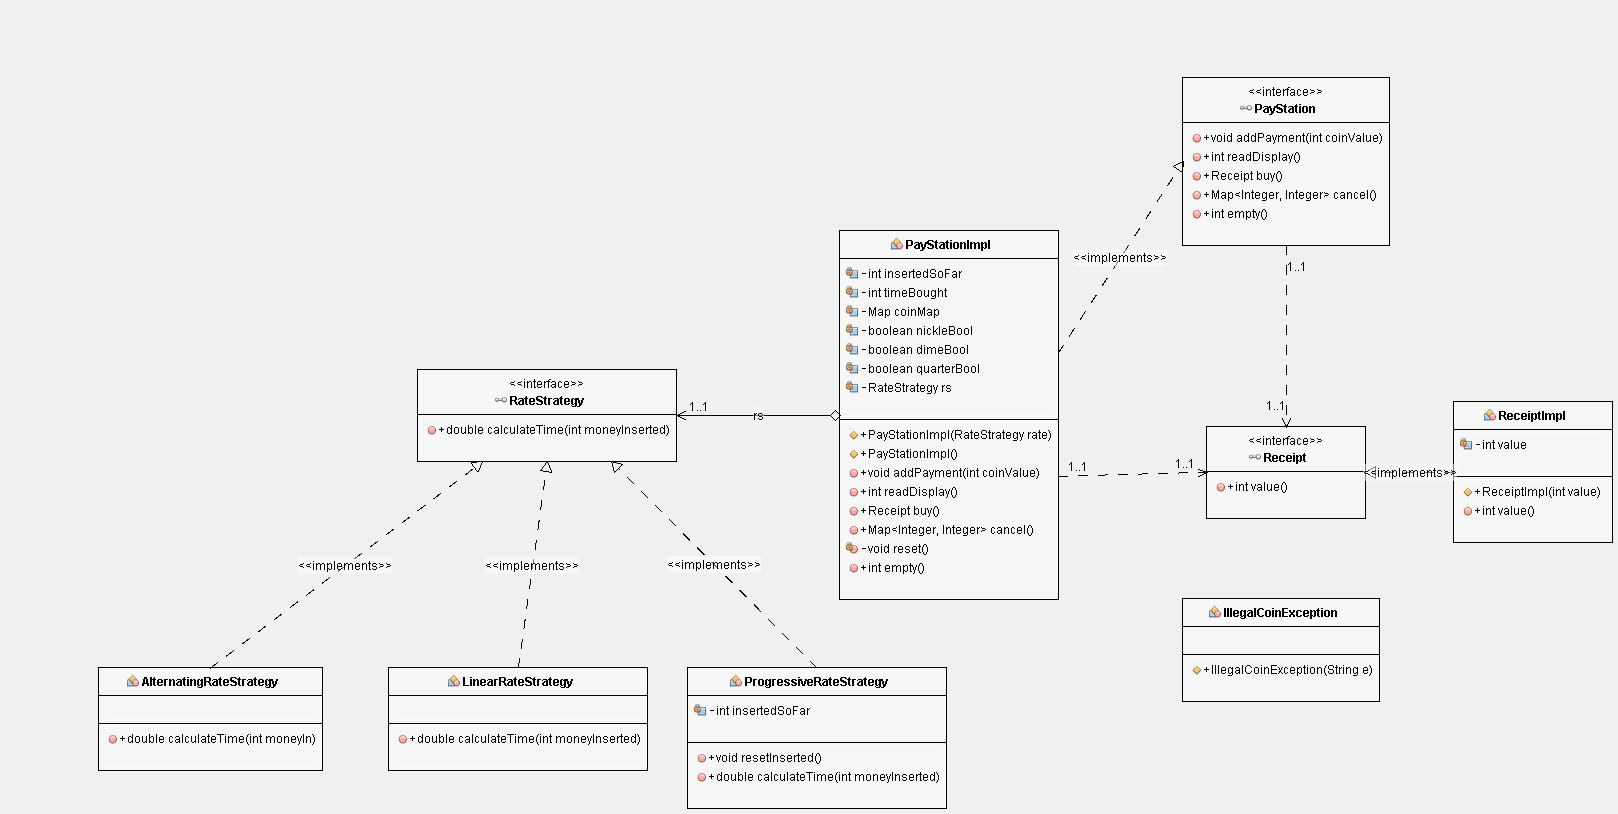 <<interface>>
PayStation
+void addPayment(int coinValue)
+int readDisplay()
+Receipt buy()
+Map<Integer, Integer> cancel()
+int empty()
<<implements>>
1..1
1..1
PayStationImpl
-int insertedSoFar
-int timeBought
-Map coinMap
-boolean nickleBool
-boolean dimeBool
-boolean quarterBool
-RateStrategy rs
+PayStationImpl(RateStrategy rate)
+PayStationImpl()
+void addPayment(int coinValue)
+int readDisplay()
+Receipt buy()
+Map<Integer, Integer> cancel()
-void reset()
+int empty()
<<interface>>
RateStrategy
+double calculateTime(int moneyInserted)
1..1
rs
1..1
1..1
<<interface>>
Receipt
+int value()
<<implements>>
ReceiptImpl
-int value
+ReceiptImpl(int value)
+int value()
<<implements>>
<<implements>>
<<implements>>
IllegalCoinException
+IllegalCoinException(String e)
AlternatingRateStrategy
+double calculateTime(int moneyIn)
LinearRateStrategy
+double calculateTime(int moneyInserted)
ProgressiveRateStrategy
-int insertedSoFar
+void resetInserted()
+double calculateTime(int moneyInserted)